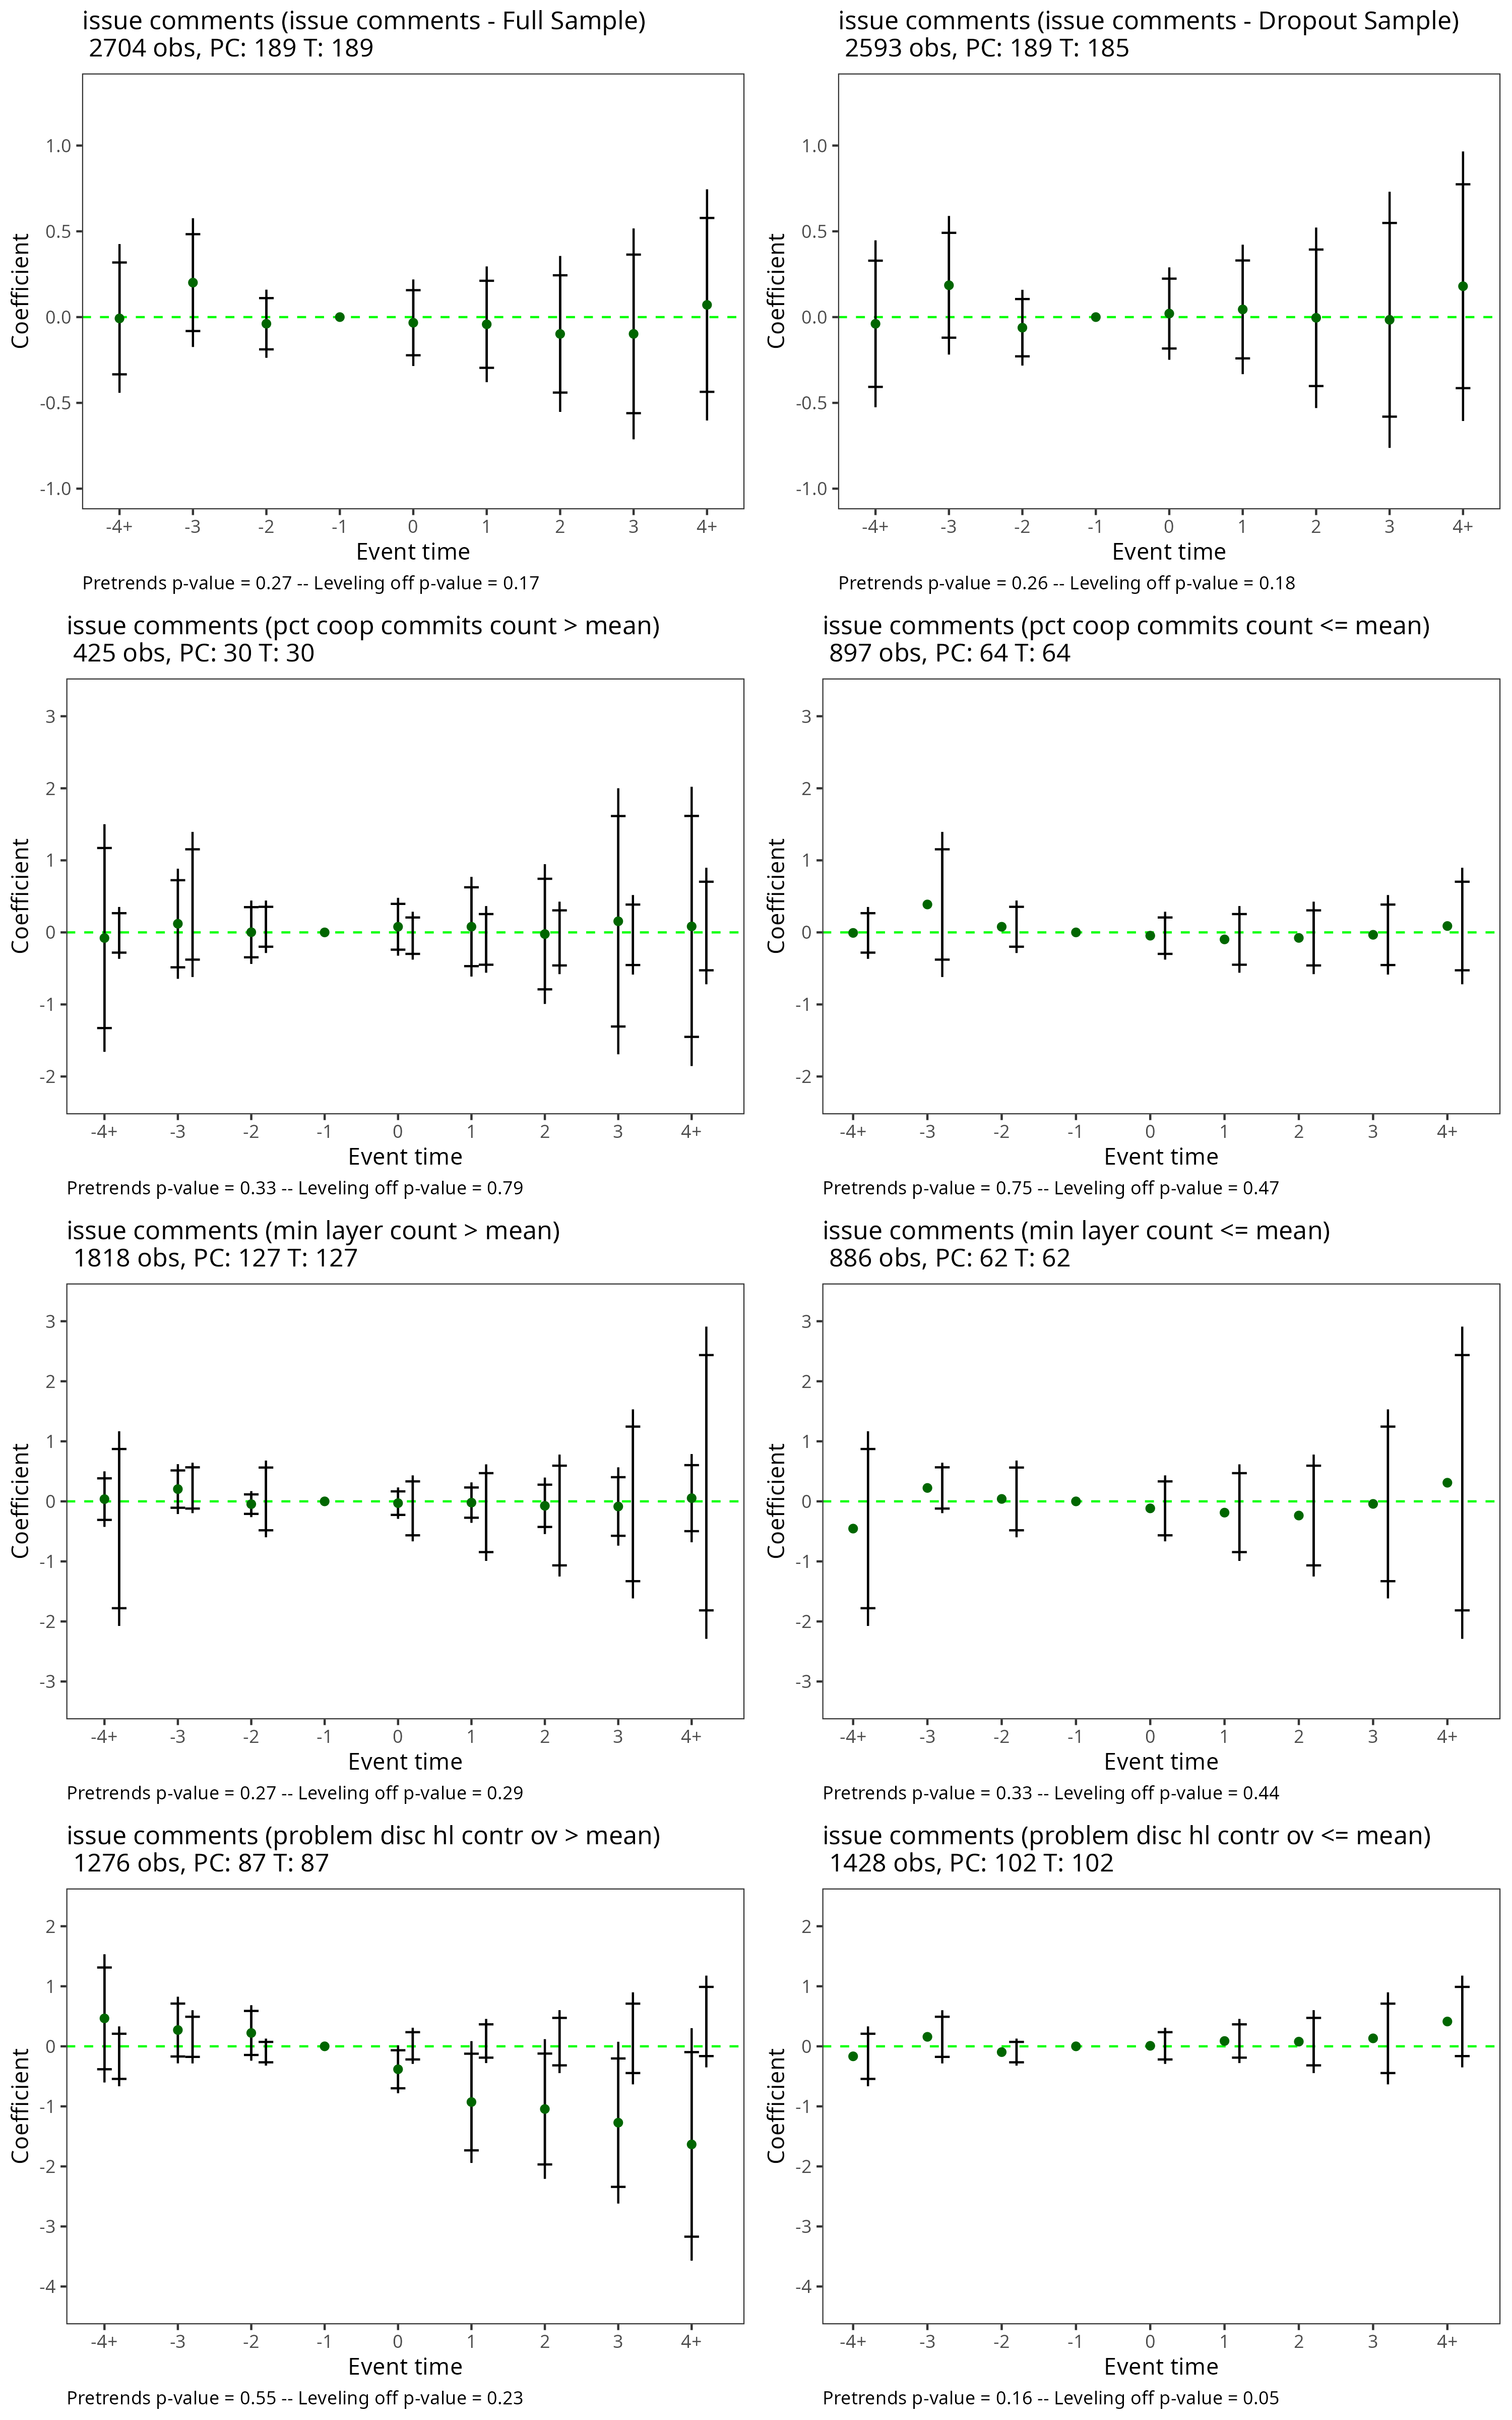 issue comments (issue comments - Full Sample)
2704 obs, PC: 189 T: 189
Coefficient
1.0
0.5
0.0
-0.5
-1.0
-4+ -3 -2 -1 0 1 2 3 4+
Event time
Pretrends p-value = 0.27 -- Leveling off p-value = 0.17
issue comments (issue comments - Dropout Sample)
2593 obs, PC: 189 T: 185
Coefficient
1.0
0.5
0.0
-0.5
-1.0
-4+ -3 -2 -1 0 1 2 3 4+
Event time
Pretrends p-value = 0.26 -- Leveling off p-value = 0.18
issue comments (pct coop commits count > mean)
425 obs, PC: 30 T: 30
Coefficient
3
2
1
0
-1
-2
-4+ -3 -2 -1 0 1 2 3 4+
Event time
Pretrends p-value = 0.33 -- Leveling off p-value = 0.79
issue comments (pct coop commits count <= mean)
897 obs, PC: 64 T: 64
Coefficient
3
2
1
0
-1
-2
-4+ -3 -2 -1 0 1 2 3 4+
Event time
Pretrends p-value = 0.75 -- Leveling off p-value = 0.47
issue comments (min layer count > mean)
1818 obs, PC: 127 T: 127
Coefficient
3
2
1
0
-1
-2
-3
-4+ -3 -2 -1 0 1 2 3 4+
Event time
Pretrends p-value = 0.27 -- Leveling off p-value = 0.29
issue comments (min layer count <= mean)
886 obs, PC: 62 T: 62
Coefficient
3
2
1
0
-1
-2
-3
-4+ -3 -2 -1 0 1 2 3 4+
Event time
Pretrends p-value = 0.33 -- Leveling off p-value = 0.44
issue comments (problem disc hl contr ov > mean)
1276 obs, PC: 87 T: 87
Coefficient
2
1
0
-1
-2
-3
-4
-4+ -3 -2 -1 0 1 2 3 4+
Event time
Pretrends p-value = 0.55 -- Leveling off p-value = 0.23
issue comments (problem disc hl contr ov <= mean)
1428 obs, PC: 102 T: 102
Coefficient
2
1
0
-1
-2
-3
-4
-4+ -3 -2 -1 0 1 2 3 4+
Event time
Pretrends p-value = 0.16 -- Leveling off p-value = 0.05